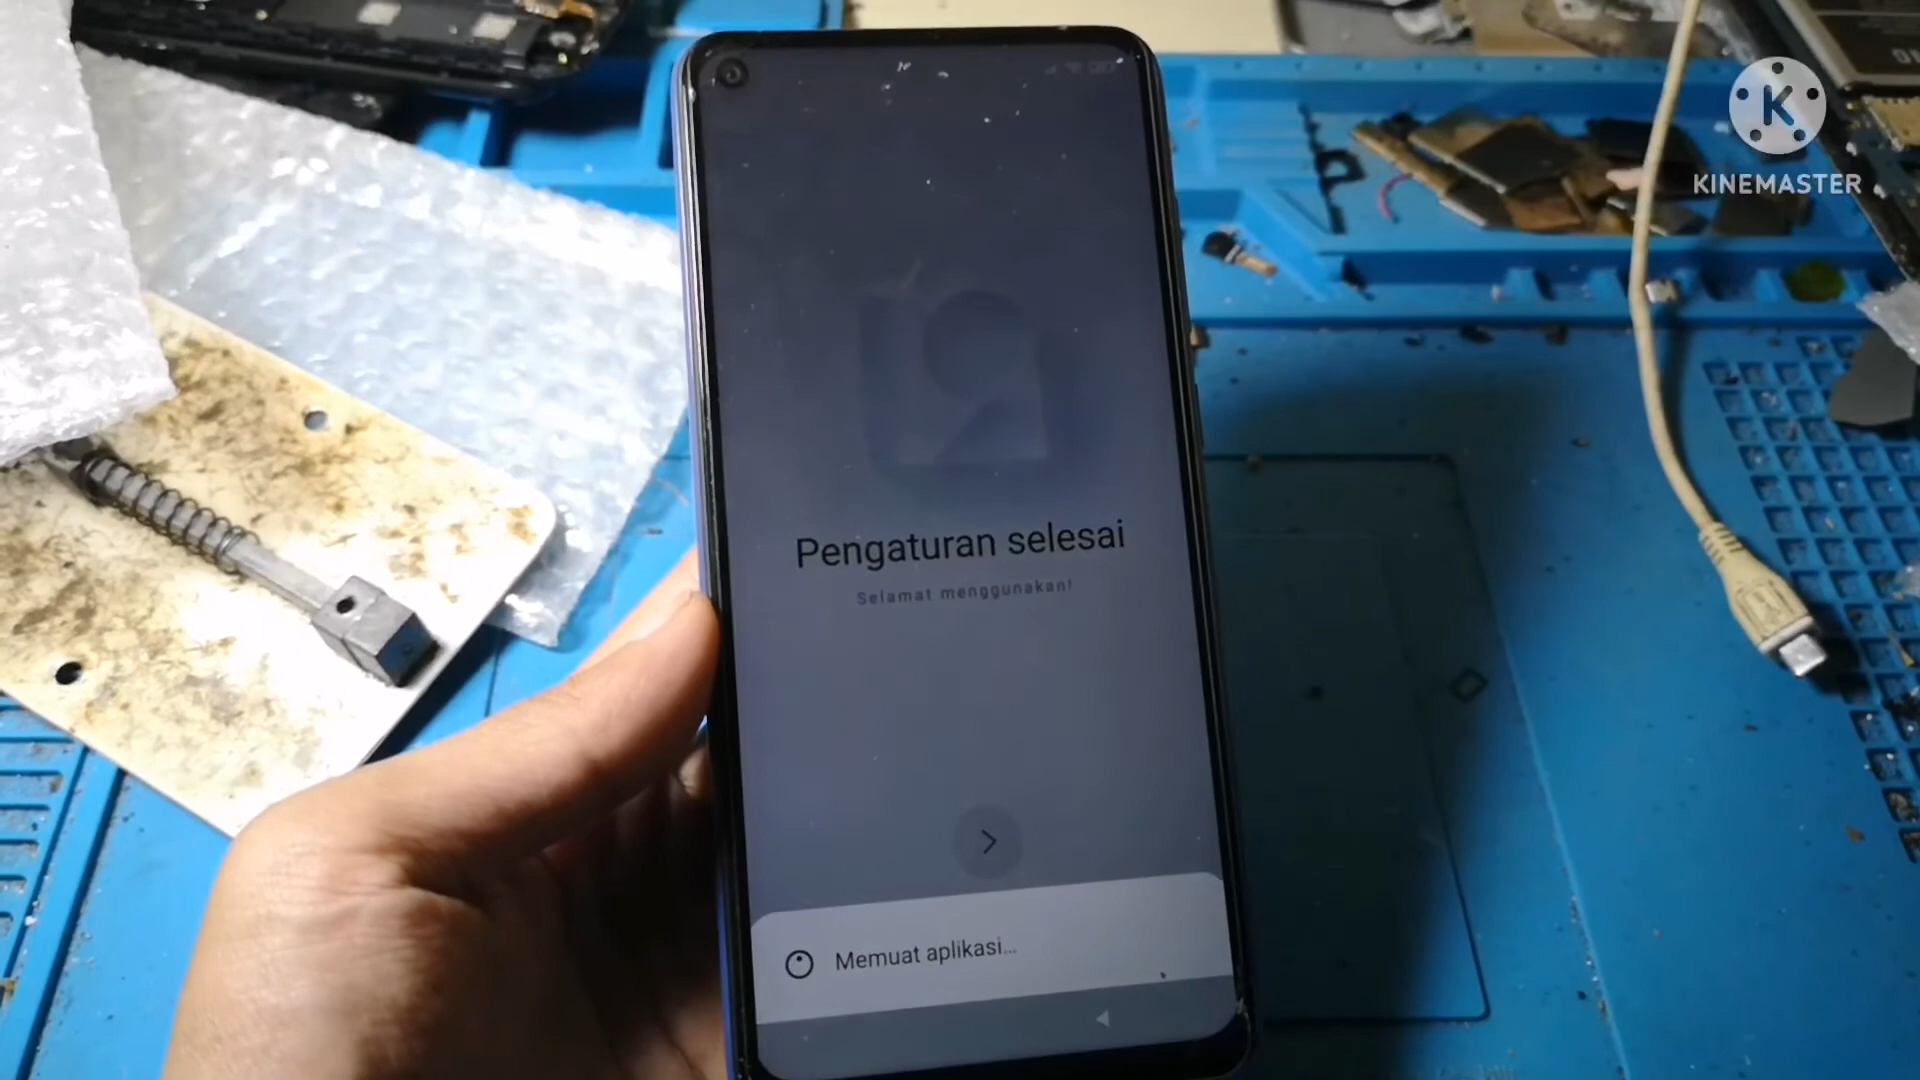 K
KINEMASTER
Pengaturan selesai
Selamat menggunakan!
Memuat aplikasi...